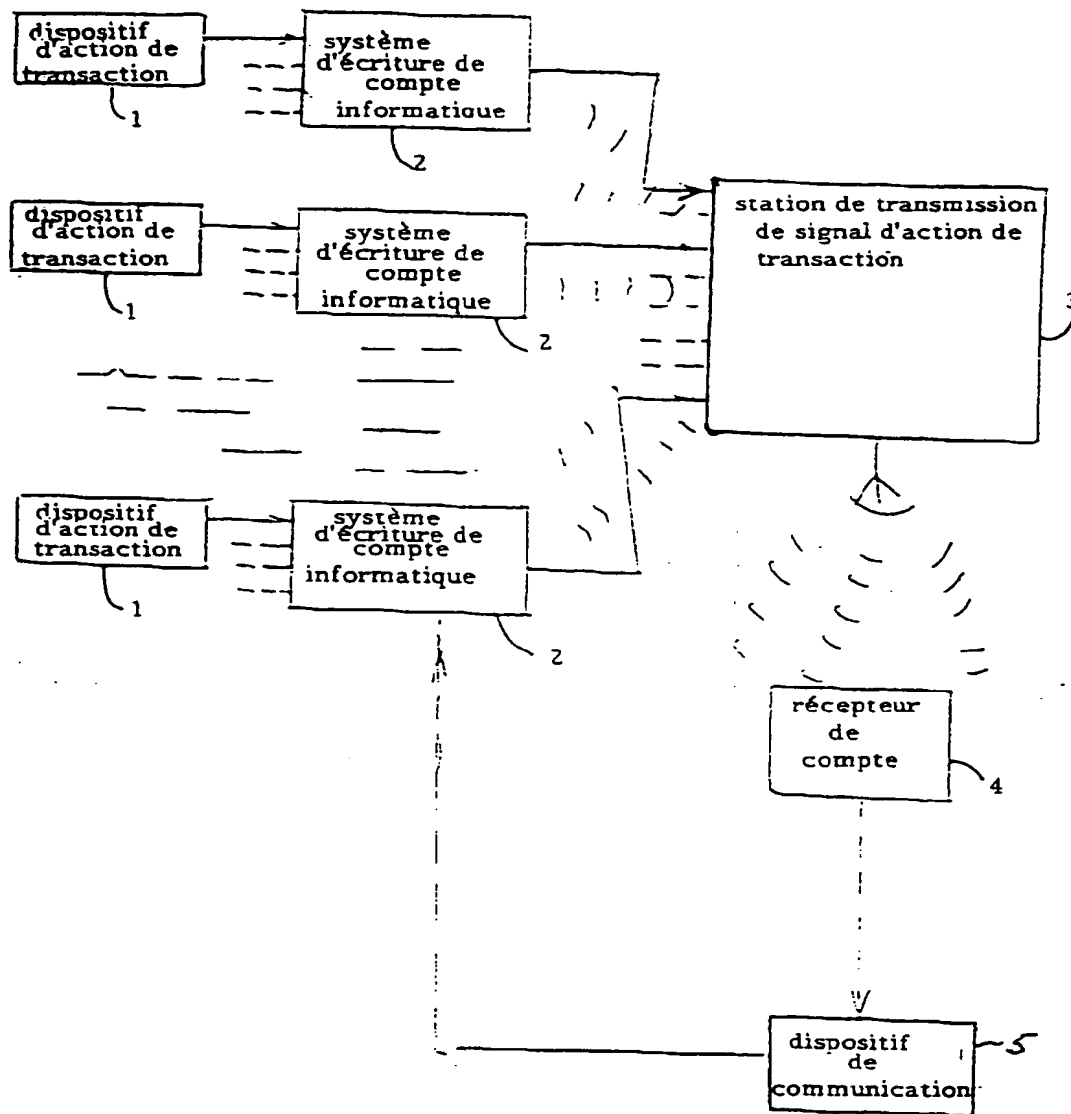 dispositif
d'action de
transaction
1
système
d'écriture de
compte
informatique
2
dispositif
d'action de
transaction
1
système
d'écriture de
compte
informatique
2
station de transmission
de signal d'action de
transaction
3
dispositif
d'action de
transaction
1
système
d'écriture de
compte
informatique
2
récepteur
de
compte
4
dispositif
de
communication
5